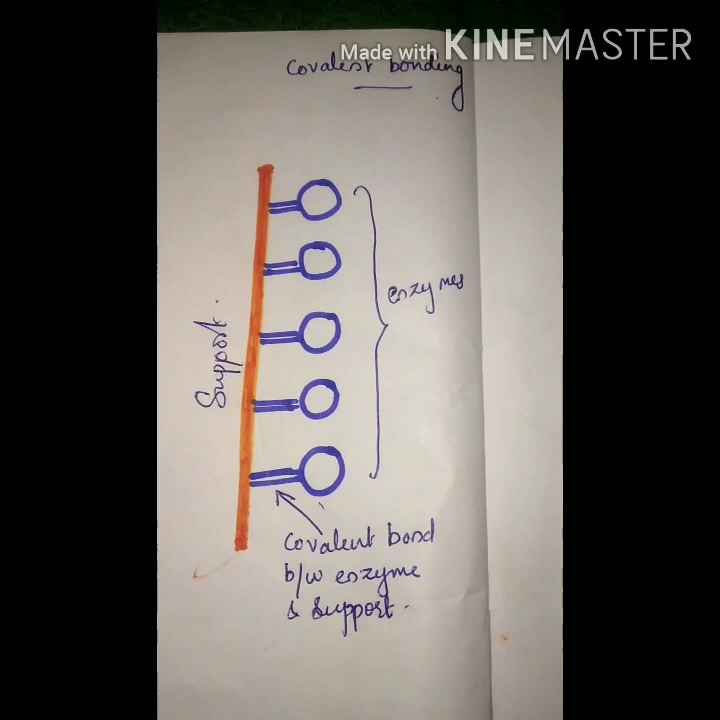 Made with KINEMASTER
Covalent bonding
enzymes
Support.
Covalent bond
b/w enzyme
& Support.